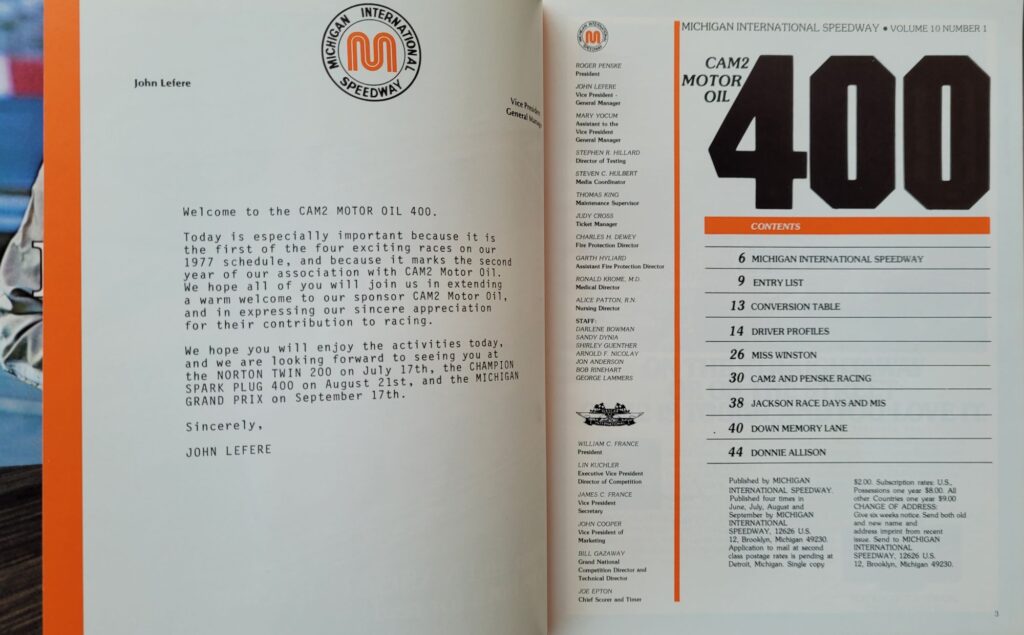 John Lefere
MICHIGAN INTERNATIONAL SPEEDWAY
Vice President
General Manager
Welcome to the CAM2 MOTOR OIL 400.
Today is especially important because it is
the first of the four exciting races on our
1977 schedule, and because it marks the second
year of our association with CAM2 Motor Oil.
We hope all of you will join us in extending
a warm welcome to our sponsor CAM2 Motor Oil,
and in expressing our sincere appreciation
for their contribution to racing.
We hope you will enjoy the activities today,
and we are looking forward to seeing you at
the NORTON TWIN 200 on July 17th, the CHAMPION
SPARK PLUG 400 on August 21st, and the MICHIGAN
GRAND PRIX on September 17th.
Sincerely,
JOHN LEFERE
ROGER PENSKE
President
JOHN LEFERE
Vice President -
General Manager
MARY YOCUM
Assistant to the
Vice President
General Manager
STEPHEN R. HILLARD
Director of Testing
STEVEN C. HULBERT
Media Coordinator
THOMAS KING
Maintenance Supervisor
JUDY CROSS
Ticket Manager
CHARLES H. DEWEY
Fire Protection Director
GARTH HYLIARD
Assistant Fire Protection Director
RONALD KROME, M.D.
Medical Director
ALICE PATTON, R.N.
Nursing Director
STAFF:
DARLENE BOWMAN
SANDY DYNIA
SHIRLEY GUENTHER
ARNOLD F. NICOLAY
JON ANDERSON
BOB RINEHART
GEORGE LAMMERS
WILLIAM C. FRANCE
President
LIN KUCHLER
Executive Vice President
Director of Competition
JAMES C. FRANCE
Vice President
Secretary
JOHN COOPER
Vice President of
Marketing
BILL GAZAWAY
Grand National
Competition Director and
Technical Director
JOE EPTON
Chief Scorer and Timer
MICHIGAN INTERNATIONAL SPEEDWAY • VOLUME 10 NUMBER 1
CAM2
MOTOR
OIL
400
CONTENTS
6 MICHIGAN INTERNATIONAL SPEEDWAY
9 ENTRY LIST
13 CONVERSION TABLE
14 DRIVER PROFILES
26 MISS WINSTON
30 CAM2 AND PENSKE RACING
38 JACKSON RACE DAYS AND MIS
40 DOWN MEMORY LANE
44 DONNIE ALLISON
Published by MICHIGAN
INTERNATIONAL SPEEDWAY.
Published four times in
June, July, August and
September by MICHIGAN
INTERNATIONAL
SPEEDWAY, 12626 U.S.
12, Brooklyn, Michigan 49230.
Application to mail at second
class postage rates is pending at
Detroit, Michigan. Single copy
$2.00. Subscription rates: U.S.,
Possessions one year $8.00. All
other Countries one year $9.00
CHANGE OF ADDRESS:
Give six weeks notice. Send both old
and new name and
address imprint from recent
issue. Send to MICHIGAN
INTERNATIONAL
SPEEDWAY, 12626 U.S.
12, Brooklyn, Michigan 49230.
3